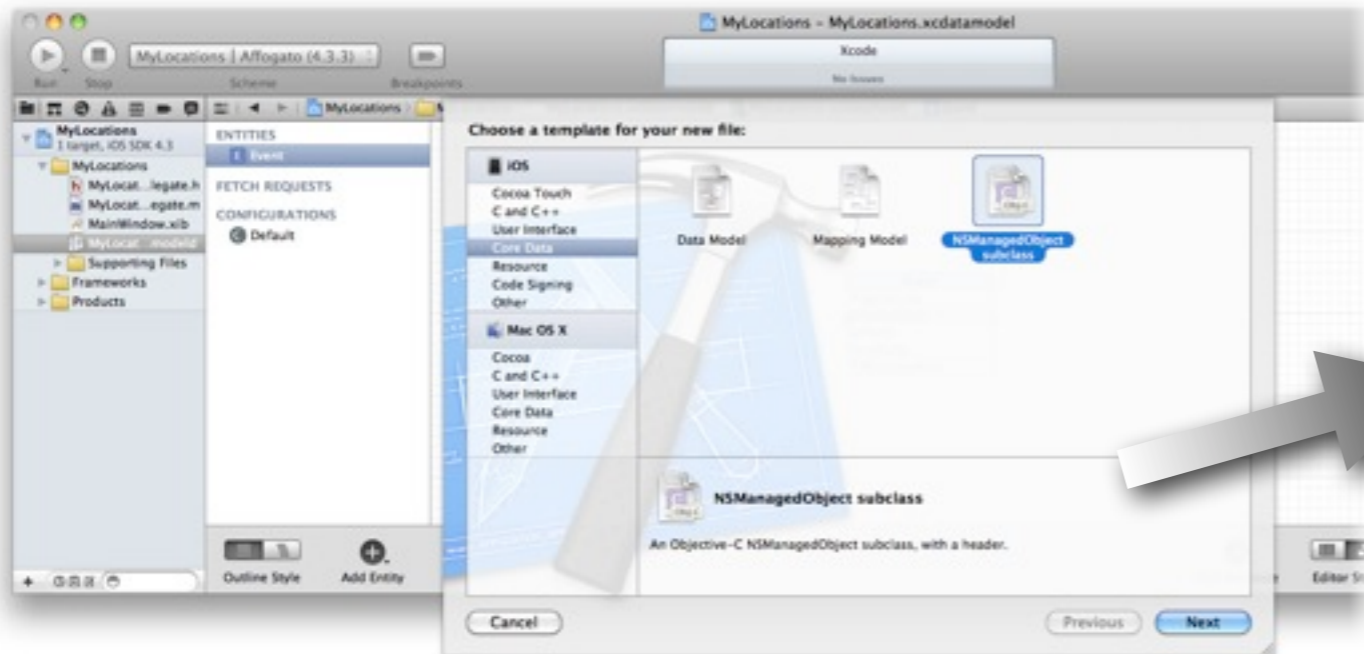 MyLocations - MyLocations.xcdatamodel
MyLocations | Affogato (4.3.3)
Xcode
No Issues
Run
Stop
Scheme
Breakpoints
MyLocations
MyLocations
1 target, iOS SDK 4.3
MyLocations
MyLocat...legate.h
MyLocat...egate.m
MainWindow.xib
MyLocat...modeld
Supporting Files
Frameworks
Products
ENTITIES
E Event
FETCH REQUESTS
CONFIGURATIONS
Default
Outline Style
Add Entity
Choose a template for your new file:
iOS
Cocoa Touch
C and C++
User Interface
Core Data
Resource
Code Signing
Other
Mac OS X
Cocoa
C and C++
User Interface
Core Data
Resource
Other
Data Model
Mapping Model
NSManagedObject
subclass
NSManagedObject subclass
An Objective-C NSManagedObject subclass, with a header.
Cancel
Previous
Next
Editor